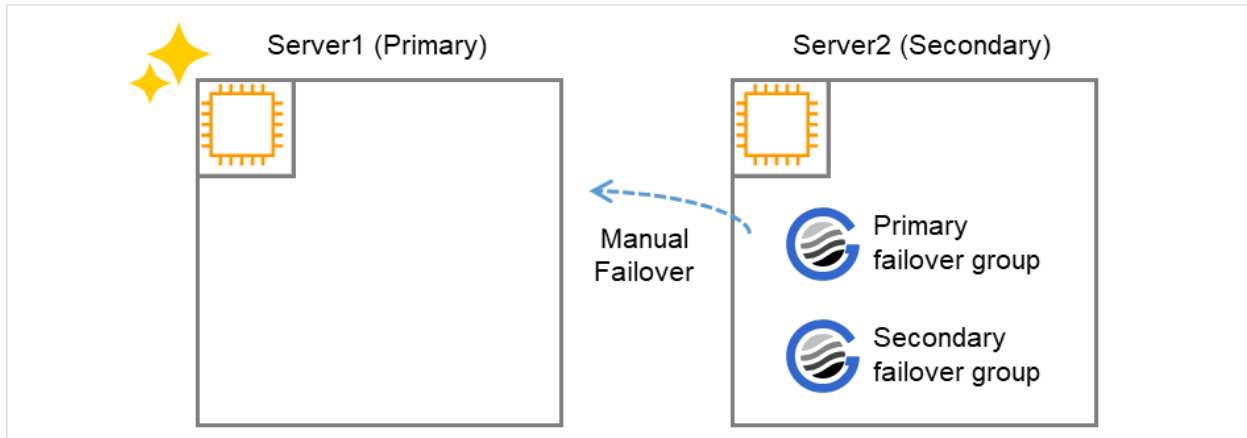 Server1 (Primary)
Server2 (Secondary)
Manual
Failover
Primary
failover group
Secondary
failover group